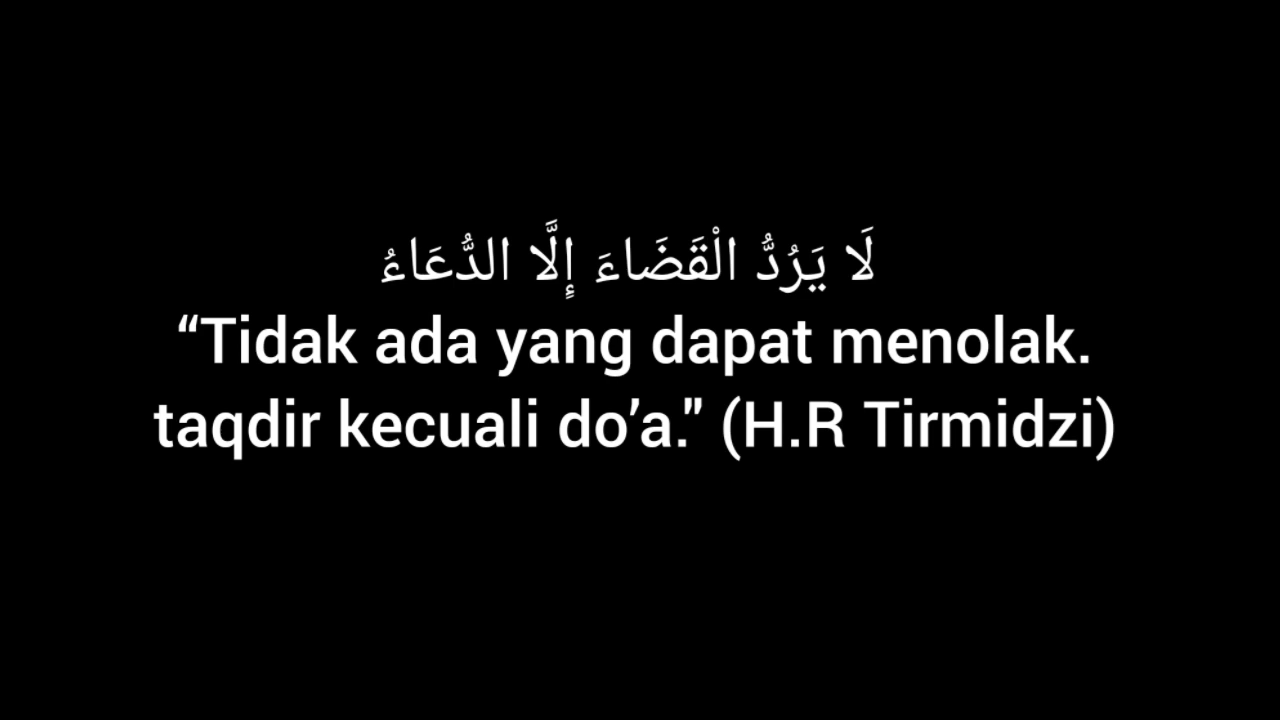 لَا يَرُدُّ الْقَضَاءَ إِلَّا الدُّعَاءُ
“Tidak ada yang dapat menolak.
taqdir kecuali do’a.” (H.R Tirmidzi)